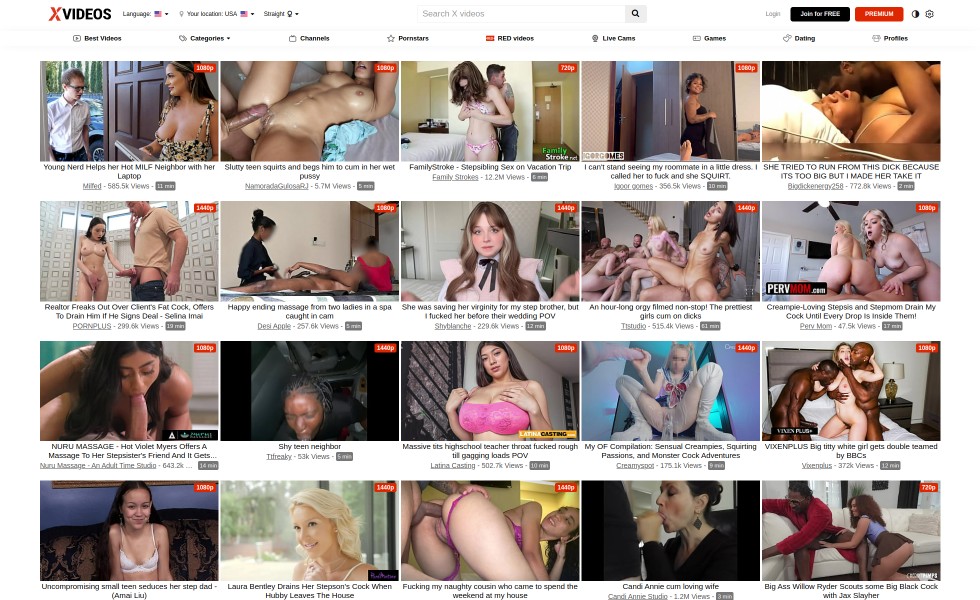 XVIDEOS
Language:
Your location: USA
Straight
Search X videos
Login
Join for FREE
PREMIUM
Best Videos
Categories
Channels
Pornstars
RED videos
Live Cams
Games
Dating
Profiles
1080p
1080p
720p
1080p
Family
Stroke.net
Young Nerd Helps her Hot MILF Neighbor with her
Laptop
Milfed - 585.5k Views - 11 min
Slutty teen squirts and begs him to cum in her wet
pussy
NamoradaGulosaRJ - 5.7M Views - 5 min
FamilyStroke - Stepsibling Sex on Vacation Trip
Family Strokes - 12.2M Views - 6 min
I can't stand seeing my roommate in a little dress. I
called her to fuck and she SQUIRT.
Igoor gomes - 356.5k Views - 10 min
SHE TRIED TO RUN FROM THIS DICK BECAUSE
ITS TOO BIG BUT I MADE HER TAKE IT
Bigdickenergy258 - 772.8k Views - 2 min
1440p
1080p
1440p
1440p
1080p
PERVMOM.com
Realtor Freaks Out Over Client's Fat Cock, Offers
To Drain Him If He Signs Deal - Selina Imai
PORNPLUS - 299.6k Views - 19 min
Happy ending massage from two ladies in a spa
caught in cam
Desi Apple - 257.6k Views - 5 min
She was saving her virginity for my step brother, but
I fucked her before their wedding POV
Shyblanche - 229.6k Views - 12 min
An hour-long orgy filmed non-stop! The prettiest
girls cum on dicks
Ttstudio - 515.4k Views - 61 min
Creampie-Loving Stepsis and Stepmom Drain My
Cock Until Every Drop Is Inside Them!
Perv Mom - 47.5k Views - 17 min
1080p
1440p
1080p
1440p
1080p
LATINACASTING
VIXEN PLUS+
NURU MASSAGE - Hot Violet Myers Offers A
Massage To Her Stepsister's Friend And It Gets...
Nuru Massage - An Adult Time Studio - 643.2k ... 14 min
Shy teen neighbor
Ttfreaky - 53k Views - 5 min
Massive tits highschool teacher throat fucked rough
till gagging loads POV
Latina Casting - 502.7k Views - 10 min
My OF Compilation: Sensual Creampies, Squirting
Passions, and Monster Cock Adventures
Creamyspot - 175.1k Views - 9 min
VIXENPLUS Big titty white girl gets double teamed
by BBCs
Vixenplus - 372k Views - 12 min
1080p
1440p
1440p
720p
Uncompromising small teen seduces her step dad -
(Amai Liu)
Laura Bentley Drains Her Stepson's Cock When
Hubby Leaves The House
Fucking my naughty cousin who came to spend the
weekend at my house
Candi Annie cum loving wife
Candi Annie Studio - 1.2M Views - 3 min
Big Ass Willow Ryder Scouts some Big Black Cock
with Jax Slayher